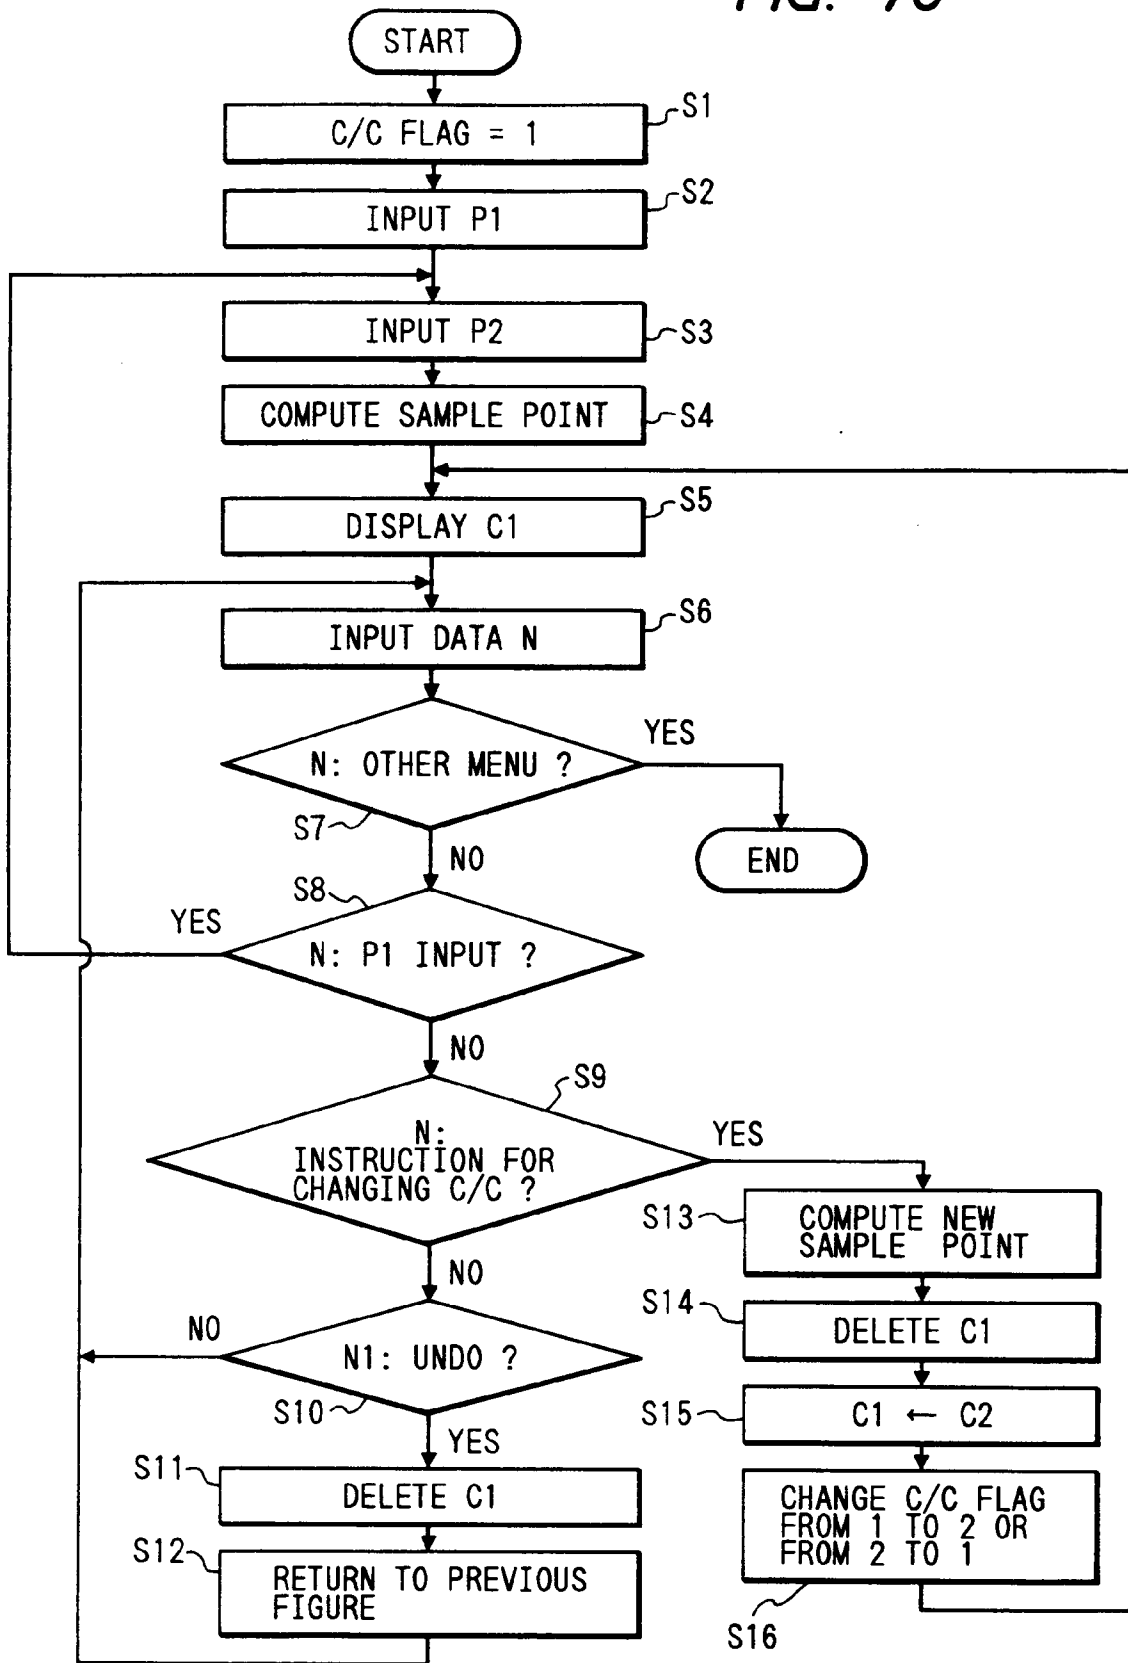 START
C/C FLAG = 1
S1
INPUT P1
S2
INPUT P2
S3
COMPUTE SAMPLE POINT
S4
DISPLAY C1
S5
INPUT DATA N
S6
N: OTHER MENU ?
YES
S7
NO
END
S8
YES
N: P1 INPUT ?
NO
S9
N:
INSTRUCTION FOR
CHANGING C/C ?
YES
NO
S13
COMPUTE NEW
SAMPLE POINT
S14
DELETE C1
NO
N1: UNDO ?
S10
YES
S15
C1 ← C2
S11
DELETE C1
S12
RETURN TO PREVIOUS
FIGURE
CHANGE C/C FLAG
FROM 1 TO 2 OR
FROM 2 TO 1
S16